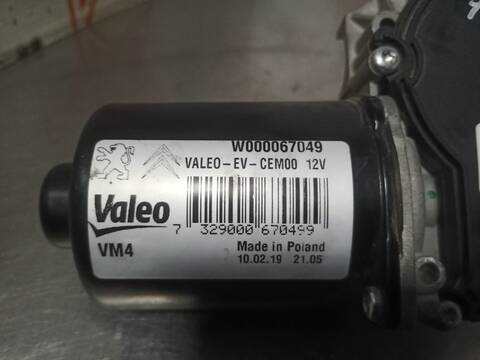 W000067049
VALEO-EV-CEM00 12V
Valeo
7 329000 670499
VM4
Made in Poland
10.02.19 21.05